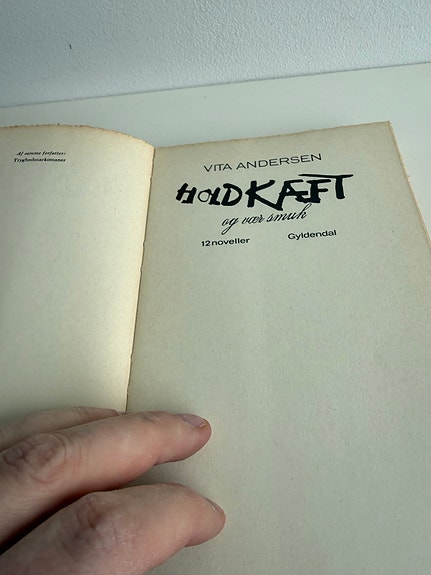 Af samme forfatter:
Tryghedsnarkomaner
VITA ANDERSEN
HOLD KÆFT
og vær smuk
12 noveller Gyldendal